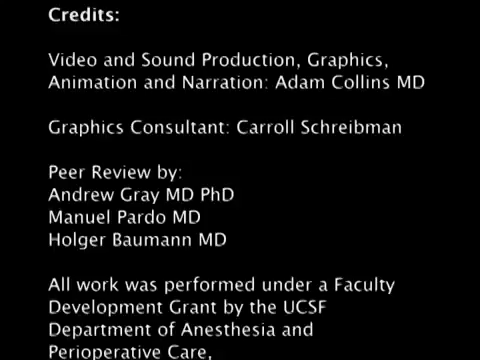 Credits:
Video and Sound Production, Graphics,
Animation and Narration: Adam Collins MD
Graphics Consultant: Carroll Schreibman
Peer Review by:
Andrew Gray MD PhD
Manuel Pardo MD
Holger Baumann MD
All work was performed under a Faculty
Development Grant by the UCSF
Department of Anesthesia and
Perioperative Care,